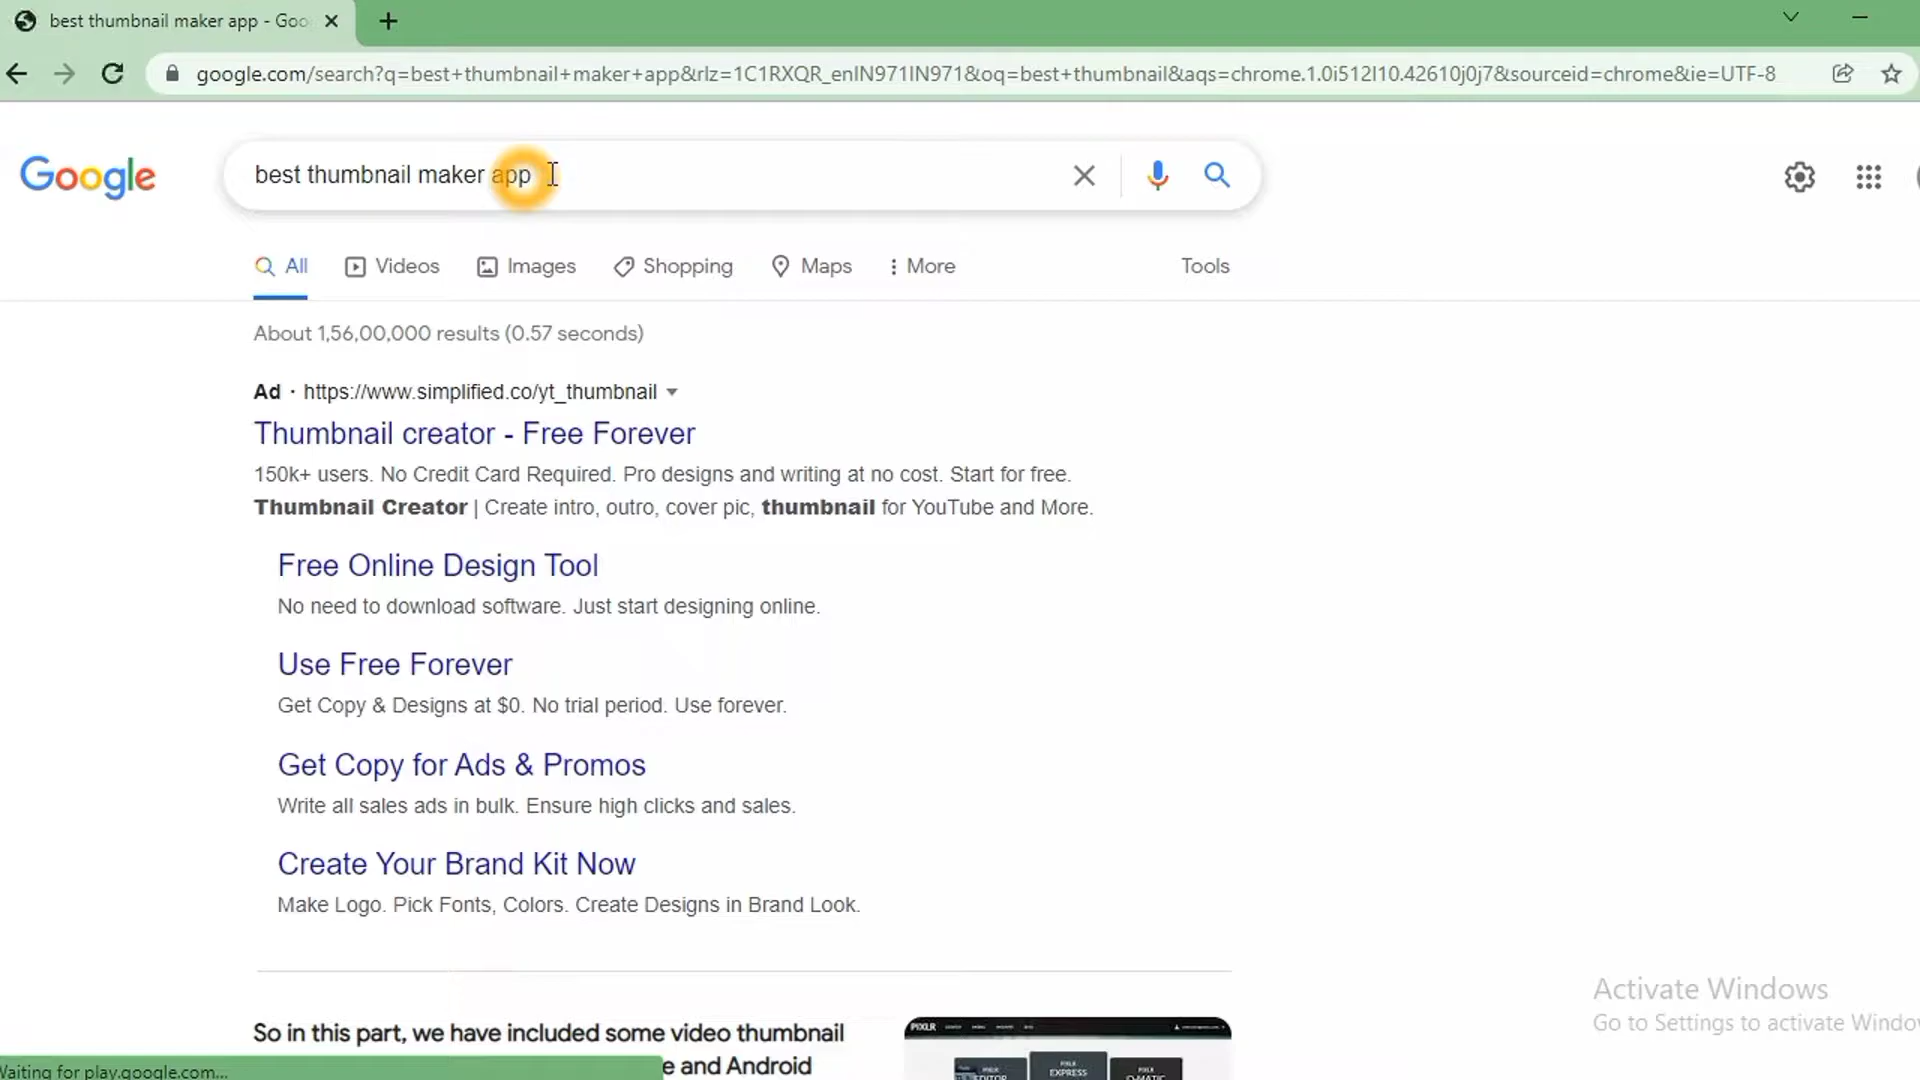 best thumbnail maker app - Goo
google.com/search?q=best+thumbnail+maker+app&rlz=1C1RXQR_enIN971IN971&oq=best+thumbnail&aqs=chrome.1.0i512l10.42610j0j7&sourceid=chrome&ie=UTF-8
Google
best thumbnail maker app
All Videos Images Shopping Maps More Tools
About 1,56,00,000 results (0.57 seconds)
Ad · https://www.simplified.co/yt_thumbnail
Thumbnail creator - Free Forever
150k+ users. No Credit Card Required. Pro designs and writing at no cost. Start for free.
Thumbnail Creator | Create intro, outro, cover pic, thumbnail for YouTube and More.
Free Online Design Tool
No need to download software. Just start designing online.
Use Free Forever
Get Copy & Designs at $0. No trial period. Use forever.
Get Copy for Ads & Promos
Write all sales ads in bulk. Ensure high clicks and sales.
Create Your Brand Kit Now
Make Logo. Pick Fonts, Colors. Create Designs in Brand Look.
Activate Windows
Go to Settings to activate Windo
So in this part, we have included some video thumbnail
e and Android
PIXLR
PIXLR
EXPRESS
Waiting for play.google.com...